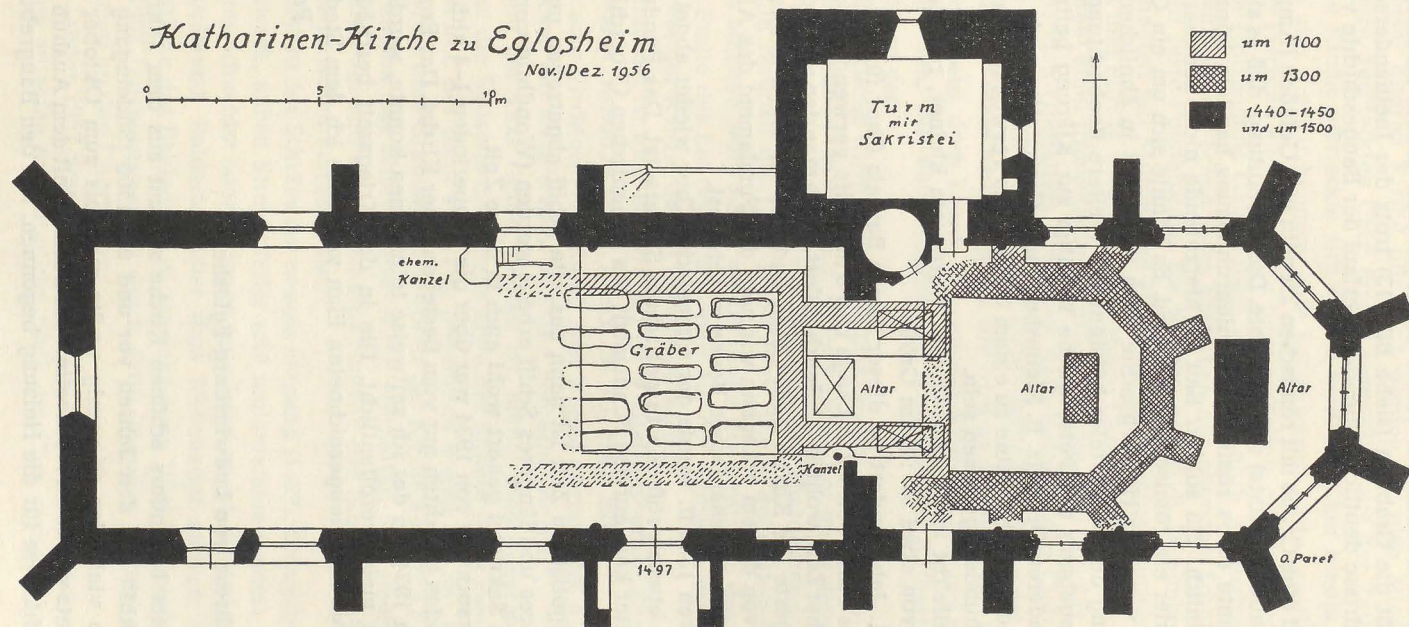 Katharinen-Kirche zu Eglosheim
Nov./Dez. 1956
0 5 10 m
um 1100
um 1300
1440-1450
und um 1500
Turm
mit
Sakristei
ehem.
Kanzel
Gräber
Altar
Altar
Altar
Kanzel
1497
O. Paret